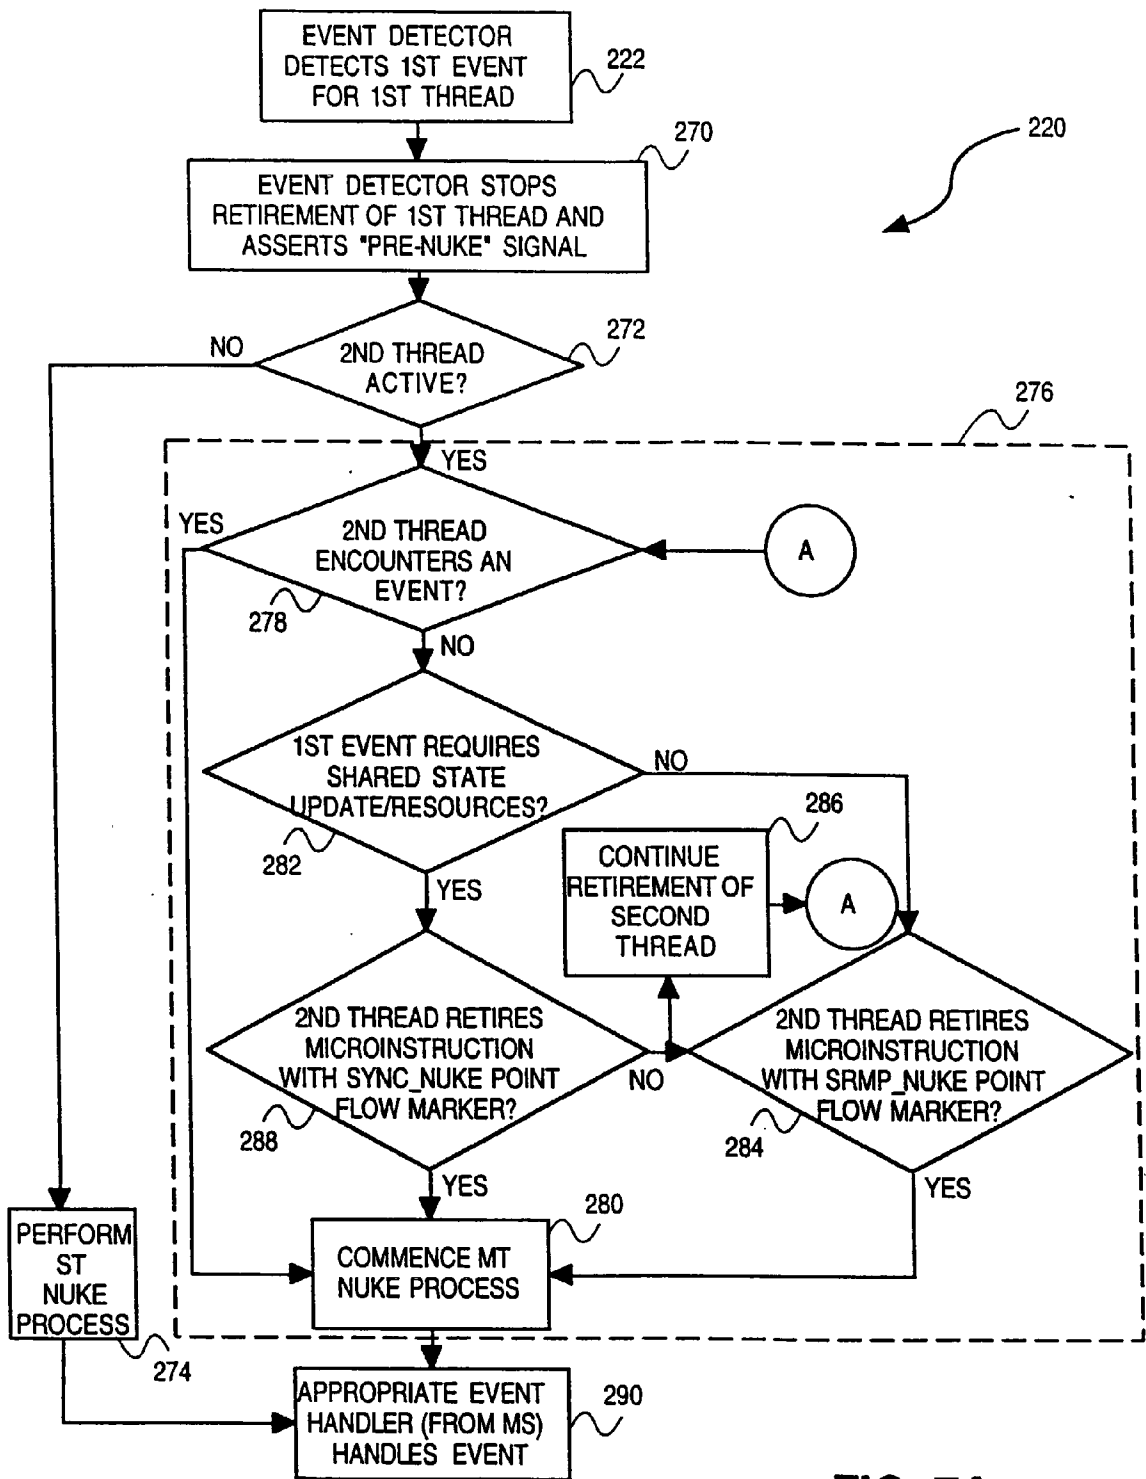 EVENT DETECTOR
DETECTS 1ST EVENT
FOR 1ST THREAD
222
220
270
EVENT DETECTOR STOPS
RETIREMENT OF 1ST THREAD AND
ASSERTS "PRE-NUKE" SIGNAL
272
NO
2ND THREAD
ACTIVE?
276
YES
YES
2ND THREAD
ENCOUNTERS AN
EVENT?
A
278
NO
1ST EVENT REQUIRES
SHARED STATE
UPDATE/RESOURCES?
NO
282
286
CONTINUE
RETIREMENT OF
SECOND
THREAD
A
YES
2ND THREAD RETIRES
MICROINSTRUCTION
WITH SYNC_NUKE POINT
FLOW MARKER?
NO
288
2ND THREAD RETIRES
MICROINSTRUCTION
WITH SRMP_NUKE POINT
FLOW MARKER?
284
YES
YES
280
COMMENCE MT
NUKE PROCESS
PERFORM
ST
NUKE
PROCESS
274
APPROPRIATE EVENT
HANDLER (FROM MS)
HANDLES EVENT
290